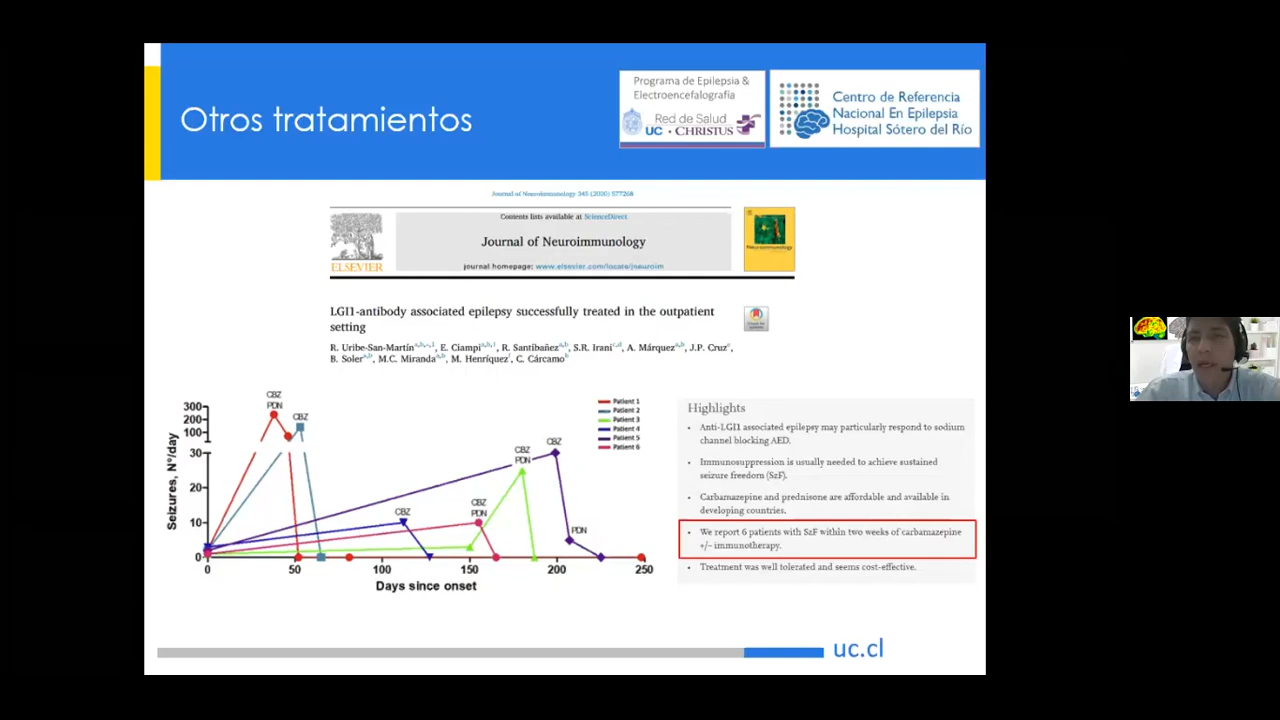 Otros tratamientos
Programa de Epilepsia &
Electroencefalografía
Red de Salud
UC • CHRISTUS
Centro de Referencia
Nacional En Epilepsia
Hospital Sótero del Río
Journal of Neuroimmunology 345 (2020) 577268
Contents lists available at ScienceDirect
Journal of Neuroimmunology
journal homepage: www.elsevier.com/locate/jneuroim
ELSEVIER
Neuroimmunology
LGI1-antibody associated epilepsy successfully treated in the outpatient
setting
R. Uribe-San-Martín, E. Ciampi, R. Santibañez, S.R. Irani, A. Márquez, J.P. Cruz,
B. Soler, M.C. Miranda, M. Henríquez, C. Cárcamo
Seizures, N°/day
300
200
100
30
20
10
0
CBZ
PDN
CBZ
CBZ
CBZ
PDN
CBZ
PDN
CBZ
PDN
Patient 1
Patient 2
Patient 3
Patient 4
Patient 5
Patient 6
0 50 100 150 200 250
Days since onset
Highlights
• Anti-LGI1 associated epilepsy may particularly respond to sodium
channel blocking AED.
• Immunosuppression is usually needed to achieve sustained
seizure freedom (SzF).
• Carbamazepine and prednisone are affordable and available in
developing countries.
• We report 6 patients with SzF within two weeks of carbamazepine
+/- immunotherapy.
• Treatment was well tolerated and seems cost-effective.
uc.cl